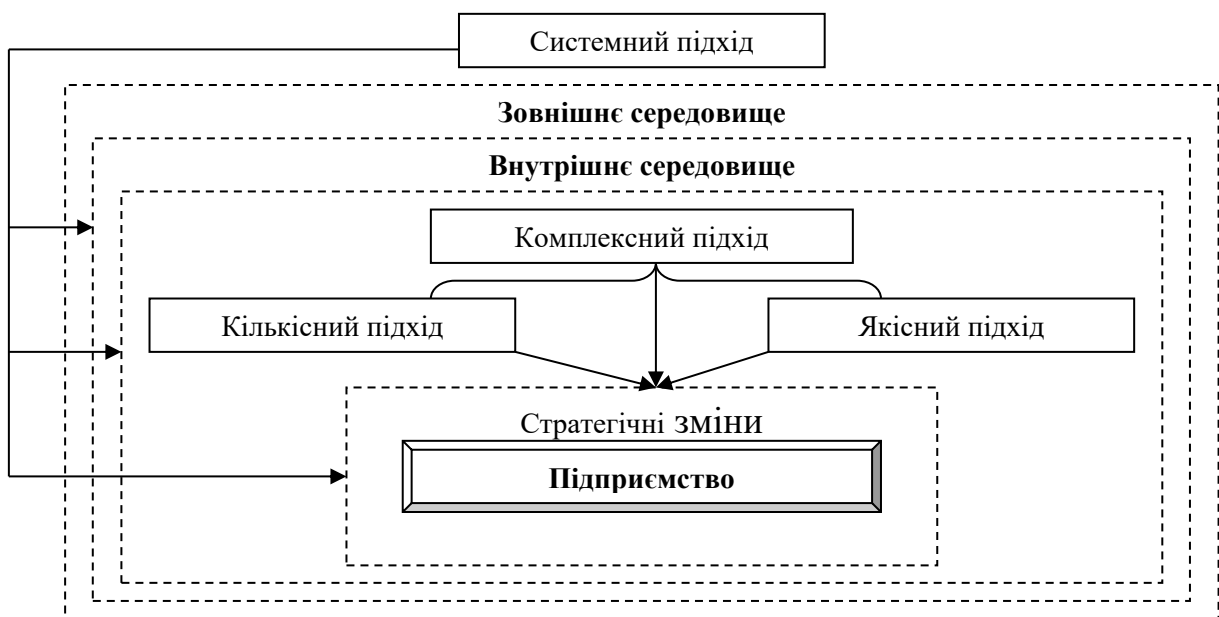 Системний підхід
Зовнішнє середовище
Внутрішнє середовище
Комплексний підхід
Кількісний підхід
Якісний підхід
Стратегічні зміни
Підприємство